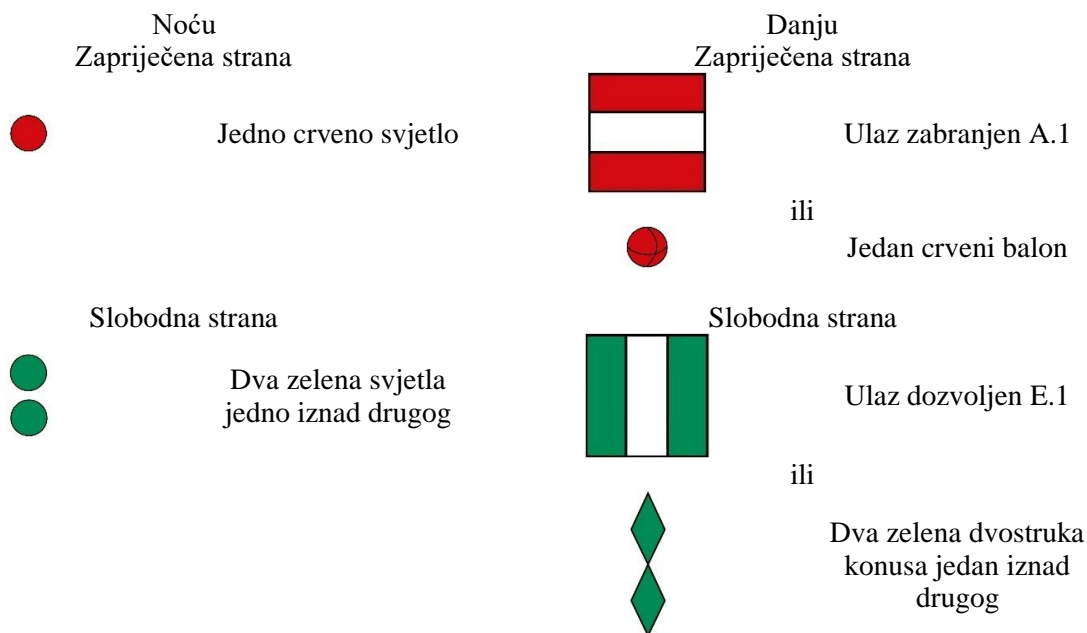 Noću
Zapriječena strana
Jedno crveno svjetlo
Danju
Zapriječena strana
Ulaz zabranjen A.1
ili
Jedan crveni balon
Slobodna strana
Dva zelena svjetla
jedno iznad drugog
Slobodna strana
Ulaz dozvoljen E.1
ili
Dva zelena dvostruka
konusa jedan iznad
drugog